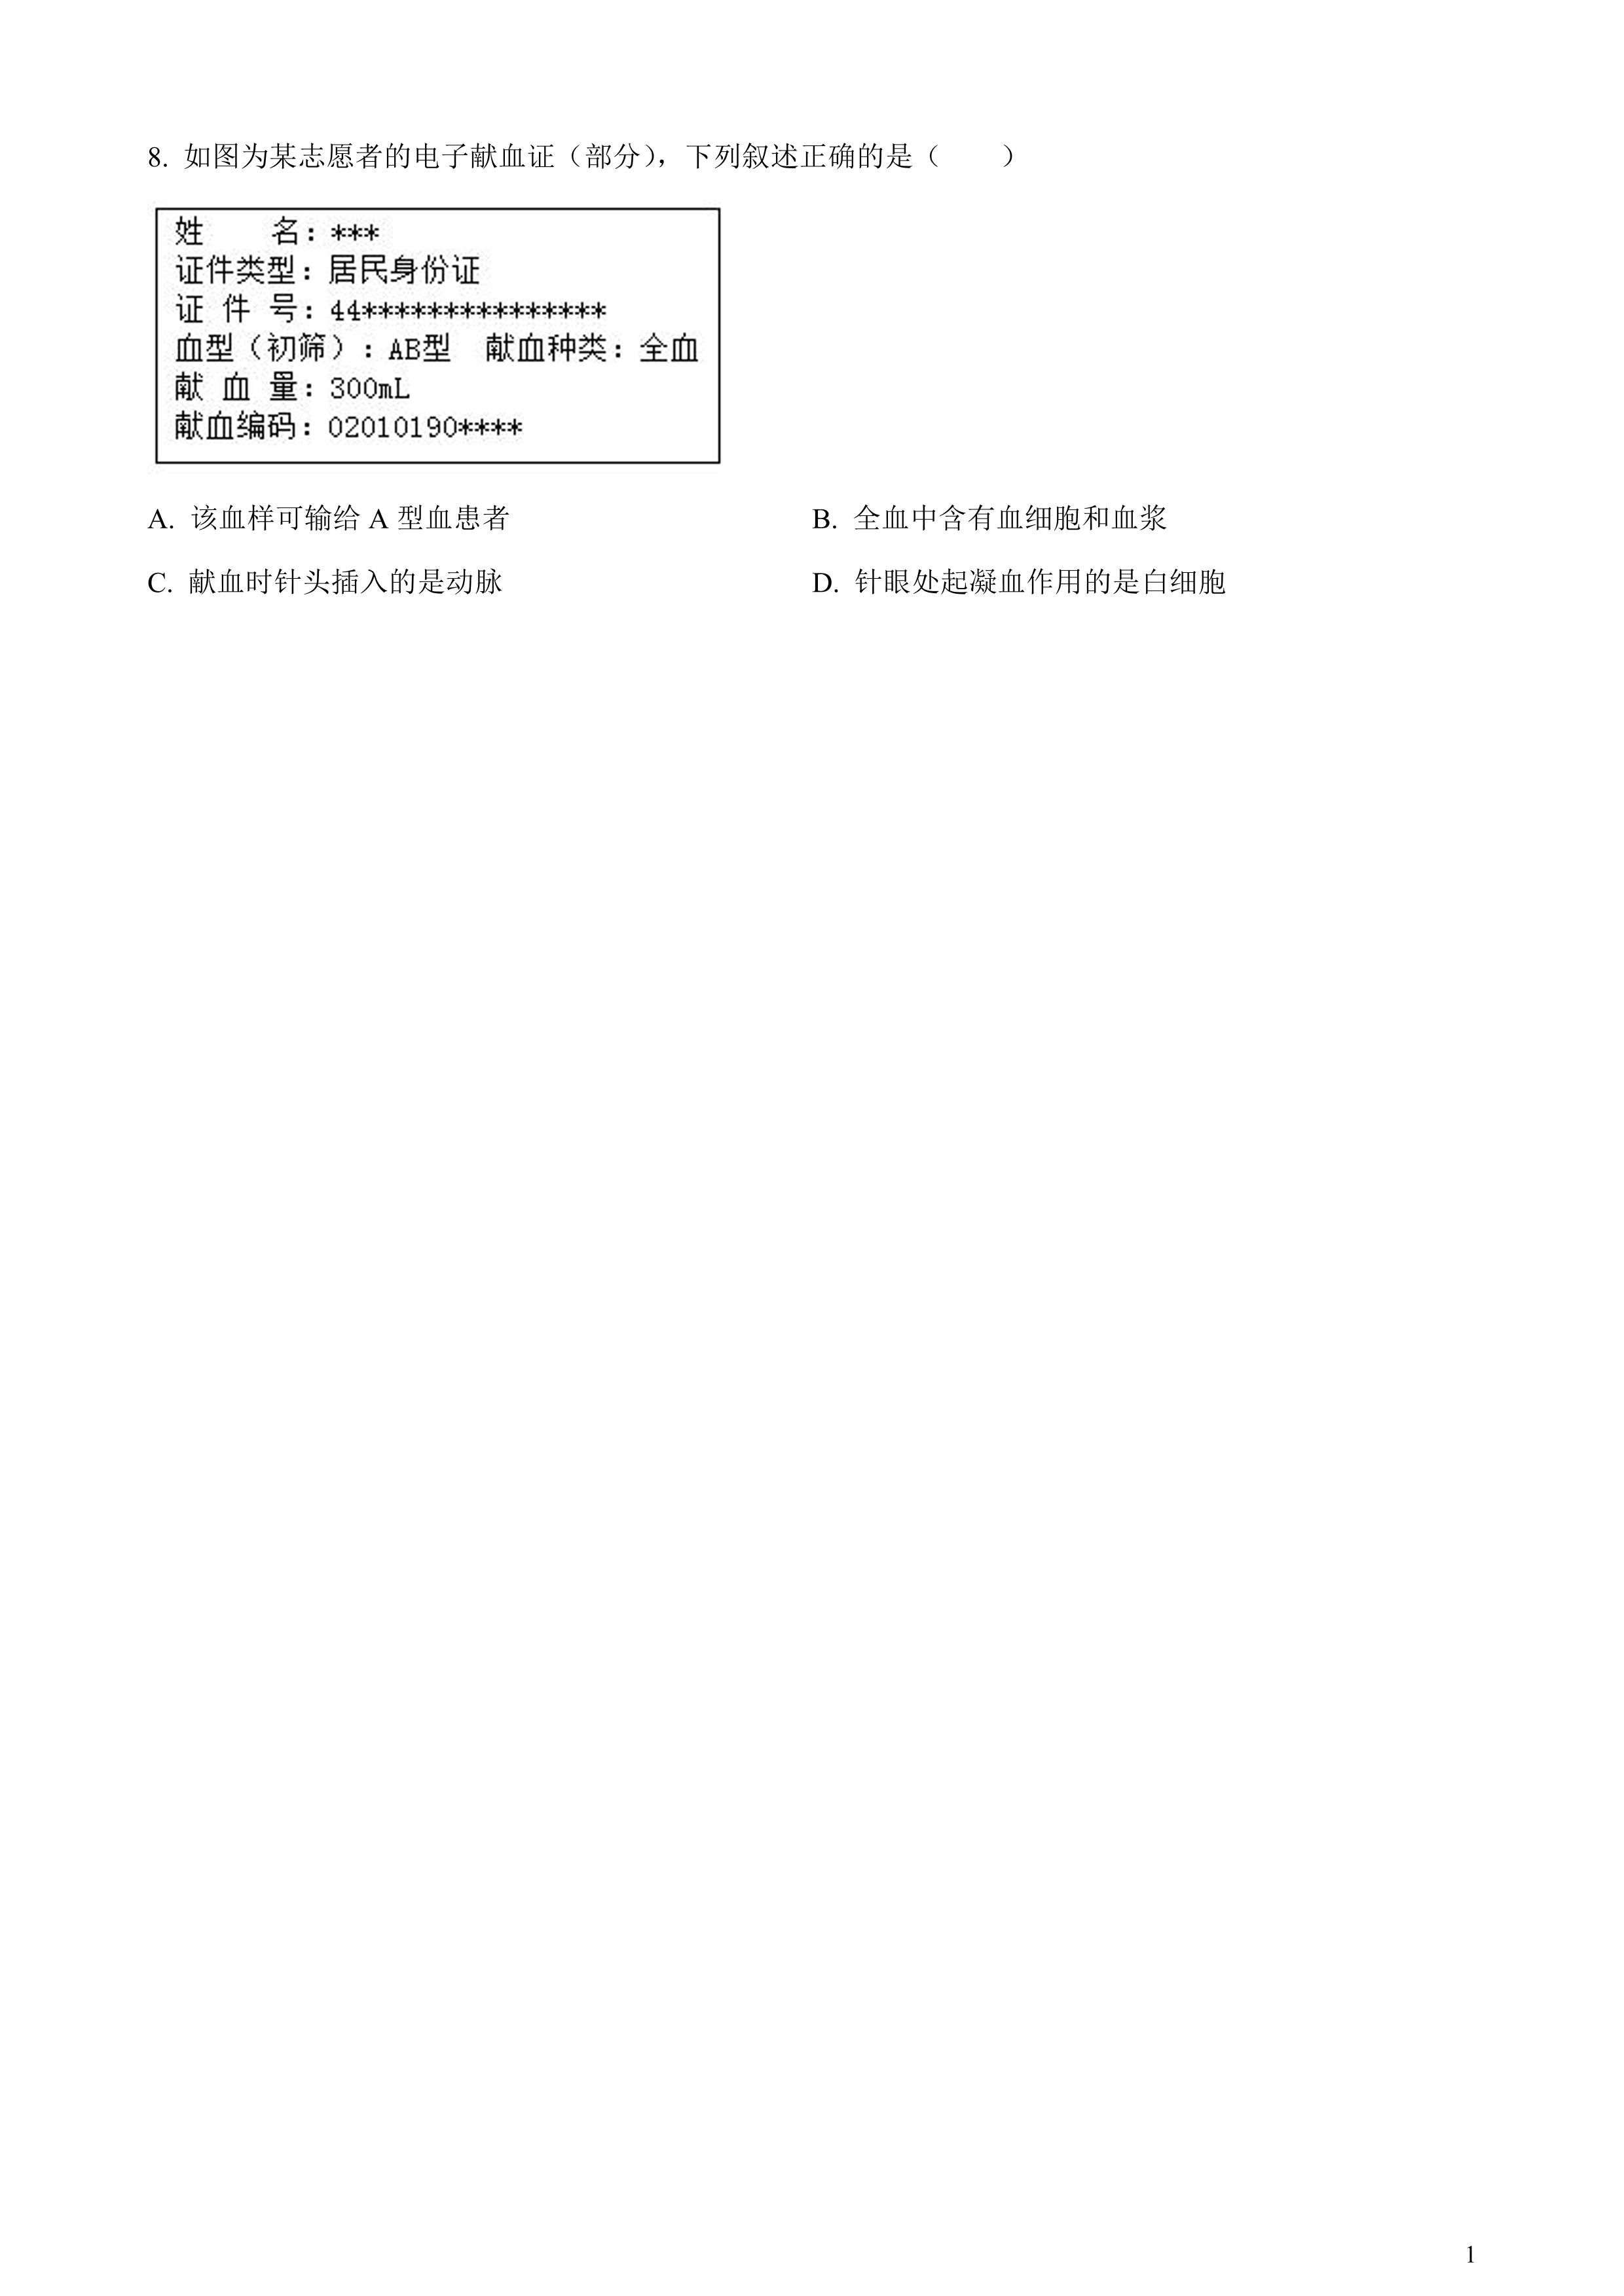 8. 如图为某志愿者的电子献血证（部分），下列叙述正确的是（　　）
姓　　名：***
证件类型：居民身份证
证 件 号：44***************
血型（初筛）：AB型　献血种类：全血
献 血 量：300mL
献血编码：02010190****
A. 该血样可输给 A 型血患者　　B. 全血中含有血细胞和血浆
C. 献血时针头插入的是动脉　　D. 针眼处起凝血作用的是白细胞
1